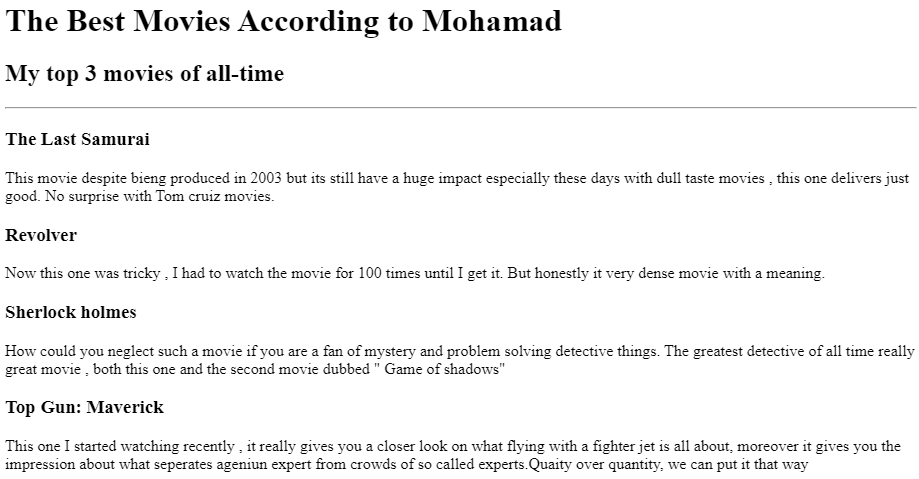 The Best Movies According to Mohamad
My top 3 movies of all-time
The Last Samurai
This movie despite bieng produced in 2003 but its still have a huge impact especially these days with dull taste movies , this one delivers just
good. No surprise with Tom cruiz movies.
Revolver
Now this one was tricky , I had to watch the movie for 100 times until I get it. But honestly it very dense movie with a meaning.
Sherlock holmes
How could you neglect such a movie if you are a fan of mystery and problem solving detective things. The greatest detective of all time really
great movie , both this one and the second movie dubbed " Game of shadows"
Top Gun: Maverick
This one I started watching recently , it really gives you a closer look on what flying with a fighter jet is all about, moreover it gives you the
impression about what seperates ageniun expert from crowds of so called experts.Quaity over quantity, we can put it that way